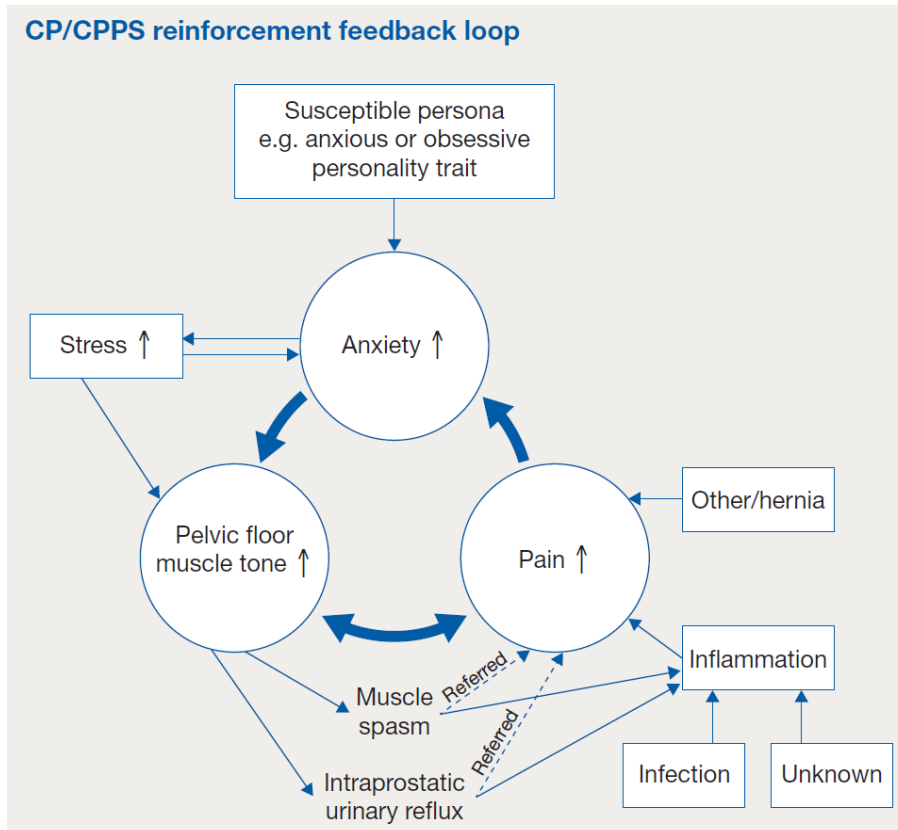 CP/CPPS reinforcement feedback loop
Susceptible persona
e.g. anxious or obsessive
personality trait
Stress ↑
Anxiety ↑
Pelvic floor
muscle tone ↑
Pain ↑
Other/hernia
Inflammation
Muscle
spasm
Referred
Referred
Intraprostatic
urinary reflux
Infection
Unknown